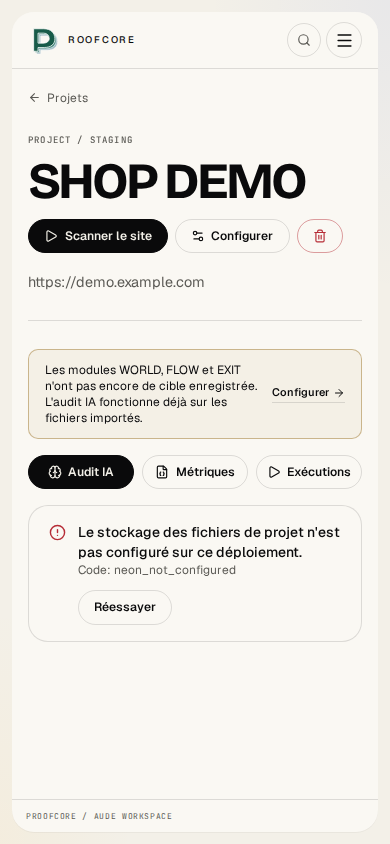 ROOFCORE
Projets
PROJECT / STAGING
SHOP DEMO
Scanner le site
Configurer
https://demo.example.com
Les modules WORLD, FLOW et EXIT
n'ont pas encore de cible enregistrée.
L'audit IA fonctionne déjà sur les
fichiers importés.
Configurer →
Audit IA
Métriques
Exécutions
Le stockage des fichiers de projet n'est
pas configuré sur ce déploiement.
Code: neon_not_configured
Réessayer
PROOFCORE / AUDE WORKSPACE